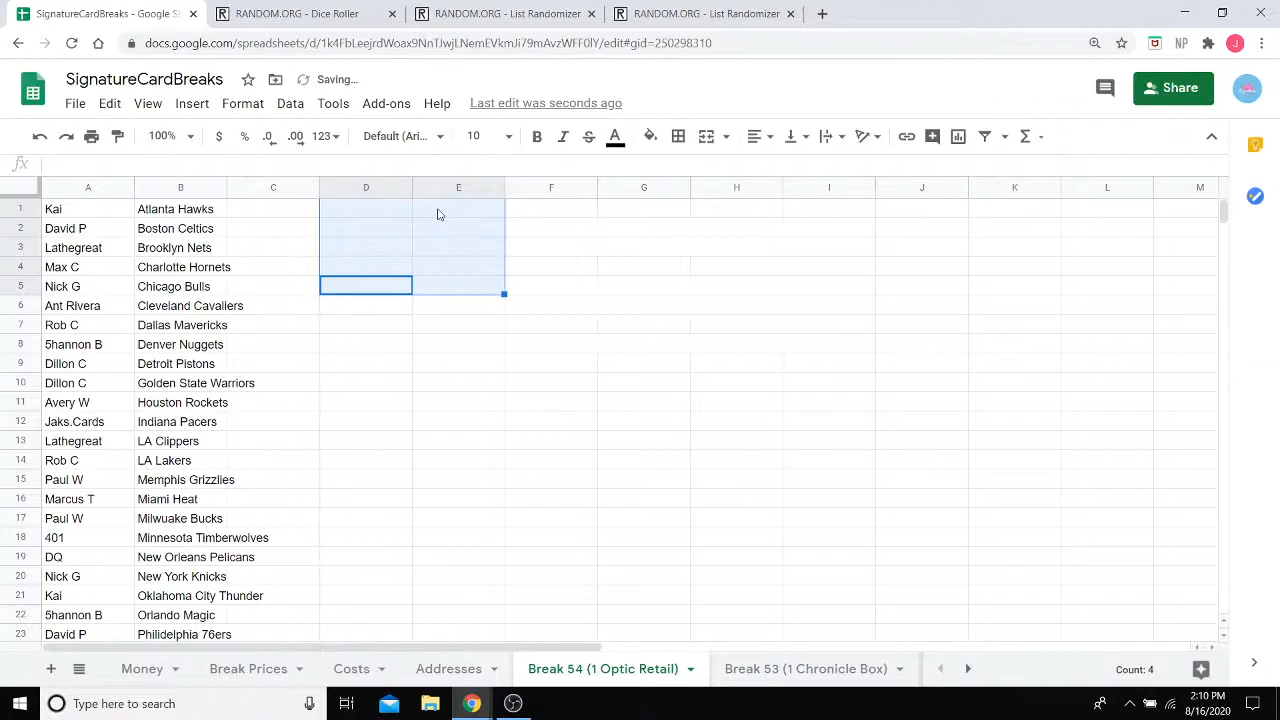 SignatureCardBreaks - Google S
RANDOM.ORG - Dice Roller
RANDOM.ORG - List Randomizer
RANDOM.ORG - List Randomizer
docs.google.com/spreadsheets/d/1k4FbLeejrdWoax9NnTJwjtNemEVkmJi79mAvzWFF0lY/edit#gid=250298310
NP
J
SignatureCardBreaks
Saving…
Share
File Edit View Insert Format Data Tools Add-ons Help Last edit was seconds ago
100% $ % .0 .00 123 Default (Ari... 10 B I S A
fx
A B C D E F G H I J K L M
1 Kai Atlanta Hawks
2 David P Boston Celtics
3 Lathegreat Brooklyn Nets
4 Max C Charlotte Hornets
5 Nick G Chicago Bulls
6 Ant Rivera Cleveland Cavaliers
7 Rob C Dallas Mavericks
8 5hannon B Denver Nuggets
9 Dillon C Detroit Pistons
10 Dillon C Golden State Warriors
11 Avery W Houston Rockets
12 Jaks.Cards Indiana Pacers
13 Lathegreat LA Clippers
14 Rob C LA Lakers
15 Paul W Memphis Grizzlies
16 Marcus T Miami Heat
17 Paul W Milwuake Bucks
18 401 Minnesota Timberwolves
19 DQ New Orleans Pelicans
20 Nick G New York Knicks
21 Kai Oklahoma City Thunder
22 5hannon B Orlando Magic
23 David P Philidelphia 76ers
Money Break Prices Costs Addresses Break 54 (1 Optic Retail) Break 53 (1 Chronicle Box) Count: 4
Type here to search
2:10 PM
8/16/2020